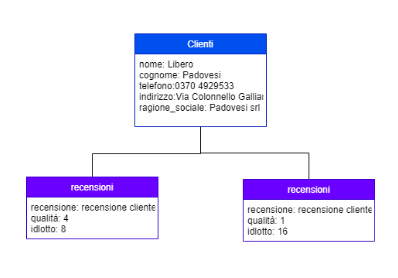 Clienti
nome: Libero
cognome: Padovesi
telefono:0370 4929533
indirizzo:Via Colonnello Gallian
ragione_sociale: Padovesi srl
recensioni
recensione: recensione cliente
qualità: 4
idlotto: 8
recensioni
recensione: recensione cliente
qualità: 1
idlotto: 16